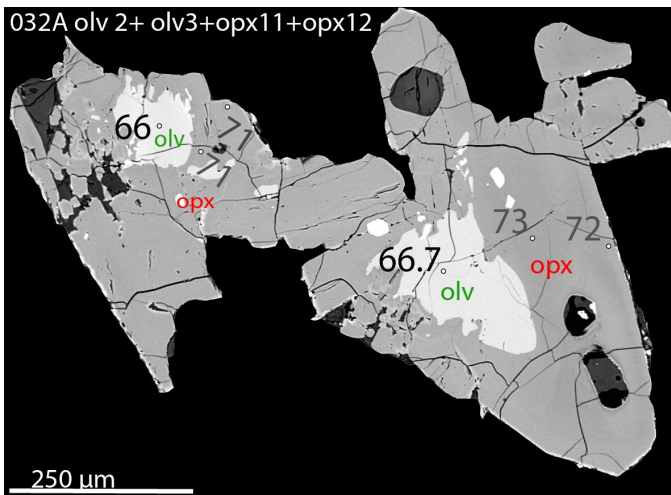 032A olv 2+ olv3+opx11+opx12
66
olv
71
71
opx
73
72
66.7
opx
olv
250 µm